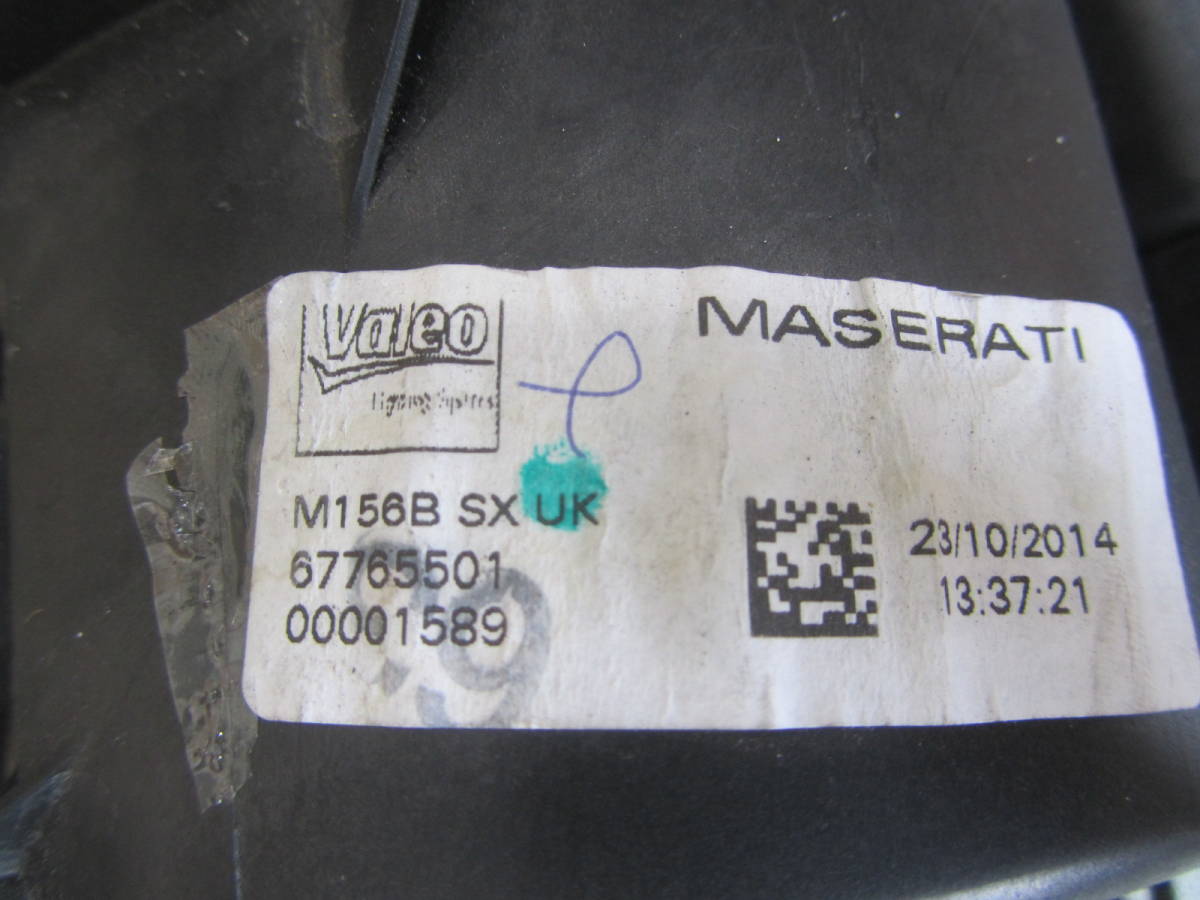 Valeo
MASERATI
M156B SX UK
67765501
00001589
23/10/2014
13:37:21